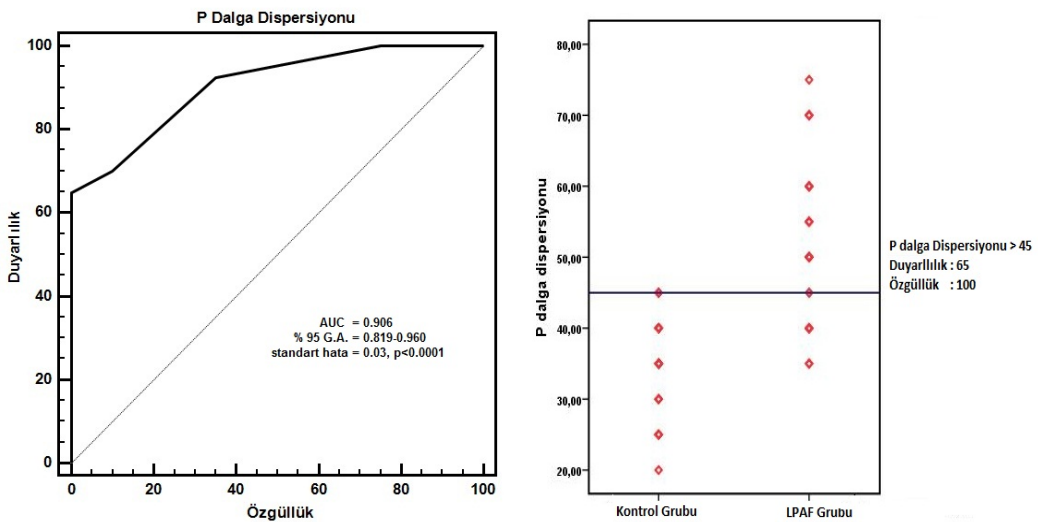 P Dalga Dispersiyonu
100
80
60
40
20
0
Duyarl ılık
AUC = 0.906
% 95 G.A. = 0.819-0.960
standart hata = 0.03, p<0.0001
0 20 40 60 80 100
Özgüllük
80,00
70,00
60,00
50,00
40,00
30,00
20,00
P dalga dispersiyonu
Kontrol Grubu LPAF Grubu
P dalga Dispersiyonu > 45
Duyarllılık : 65
Özgüllük : 100